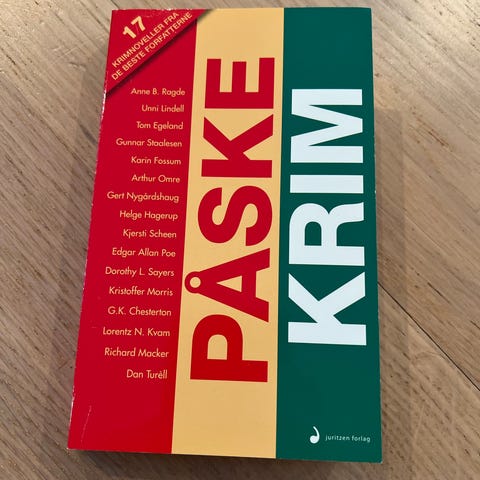 17
KRIMNOVELLER FRA
DE BESTE FORFATTERNE
Anne B. Ragde
Unni Lindell
Tom Egeland
Gunnar Staalesen
Karin Fossum
Arthur Omre
Gert Nygårdshaug
Helge Hagerup
Kjersti Scheen
Edgar Allan Poe
Dorothy L. Sayers
Kristoffer Morris
G.K. Chesterton
Lorentz N. Kvam
Richard Macker
Dan Turéll
PÅSKE
KRIM
juritzen forlag